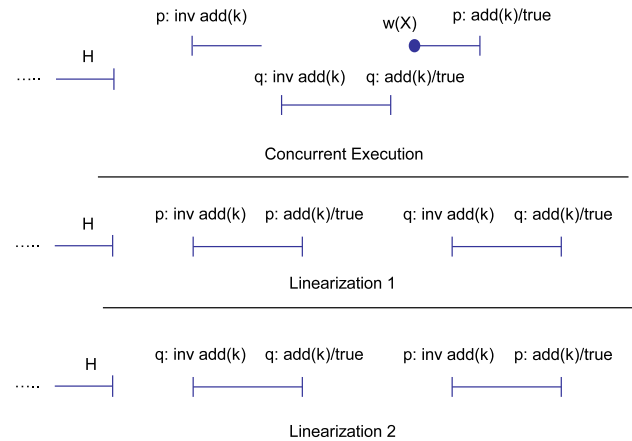 p: inv add(k) w(X) p: add(k)/true
H
.....
q: inv add(k) q: add(k)/true
Concurrent Execution
H p: inv add(k) p: add(k)/true q: inv add(k) q: add(k)/true
.....
Linearization 1
H q: inv add(k) q: add(k)/true p: inv add(k) p: add(k)/true
.....
Linearization 2